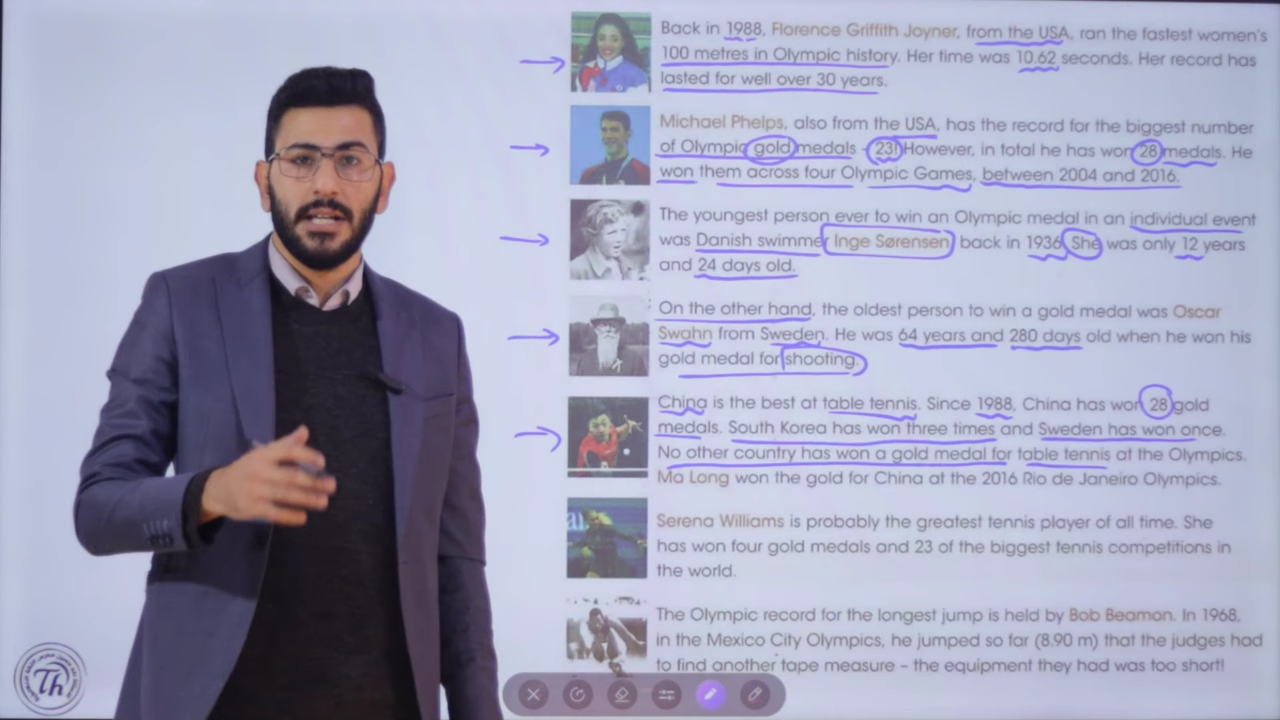 Back in 1988, Florence Griffith Joyner, from the USA, ran the fastest women's
100 metres in Olympic history. Her time was 10.62 seconds. Her record has
lasted for well over 30 years.
Michael Phelps, also from the USA, has the record for the biggest number
of Olympic gold medals - 23! However, in total he has won 28 medals. He
won them across four Olympic Games, between 2004 and 2016.
The youngest person ever to win an Olympic medal in an individual event
was Danish swimmer Inge Sørensen back in 1936. She was only 12 years
and 24 days old.
On the other hand, the oldest person to win a gold medal was Oscar
Swahn from Sweden. He was 64 years and 280 days old when he won his
gold medal for shooting.
China is the best at table tennis. Since 1988, China has won 28 gold
medals. South Korea has won three times and Sweden has won once.
No other country has won a gold medal for table tennis at the Olympics.
Ma Long won the gold for China at the 2016 Rio de Janeiro Olympics.
Serena Williams is probably the greatest tennis player of all time. She
has won four gold medals and 23 of the biggest tennis competitions in
the world.
The Olympic record for the longest jump is held by Bob Beamon. In 1968,
in the Mexico City Olympics, he jumped so far (8.90 m) that the judges had
to find another tape measure – the equipment they had was too short!
Th